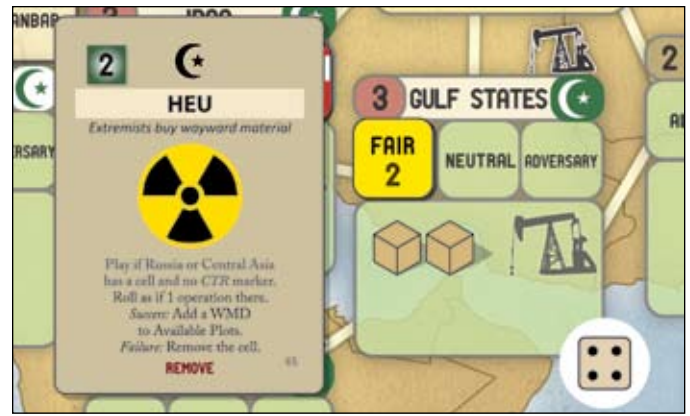 ANBAR
IRAQ
2
HEU
Extremists buy wayward material
Play if Russia or Central Asia
has a cell and no CTR marker.
Roll as if 1 operation there.
Success: Add a WMD
to Available Plots.
Failure: Remove the cell.
REMOVE
ERSARY
3 GULF STATES
FAIR
2
NEUTRAL
ADVERSARY
2